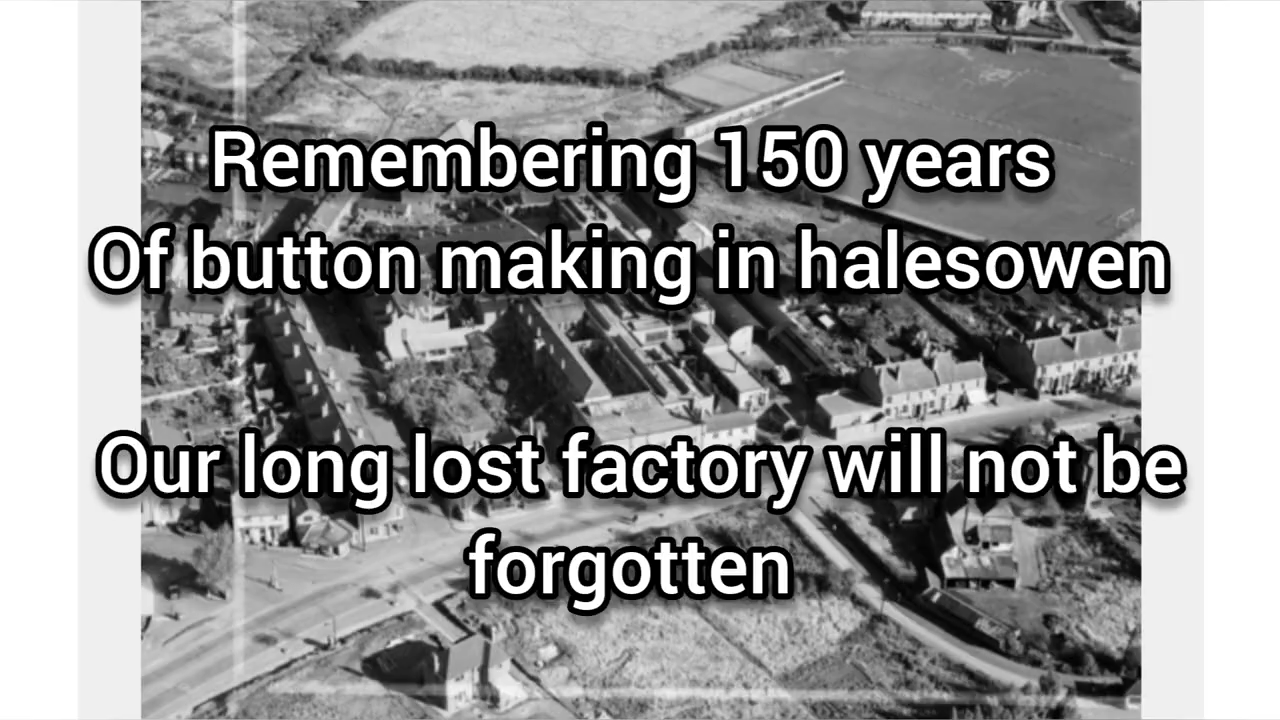 Remembering 150 years
Of button making in halesowen
Our long lost factory will not be
forgotten